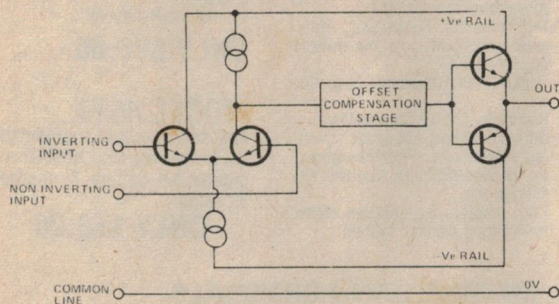 +Ve RAIL
OFFSET
COMPENSATION
STAGE
OUT
INVERTING
INPUT
NON INVERTING
INPUT
-Ve RAIL
COMMON
LINE
0V